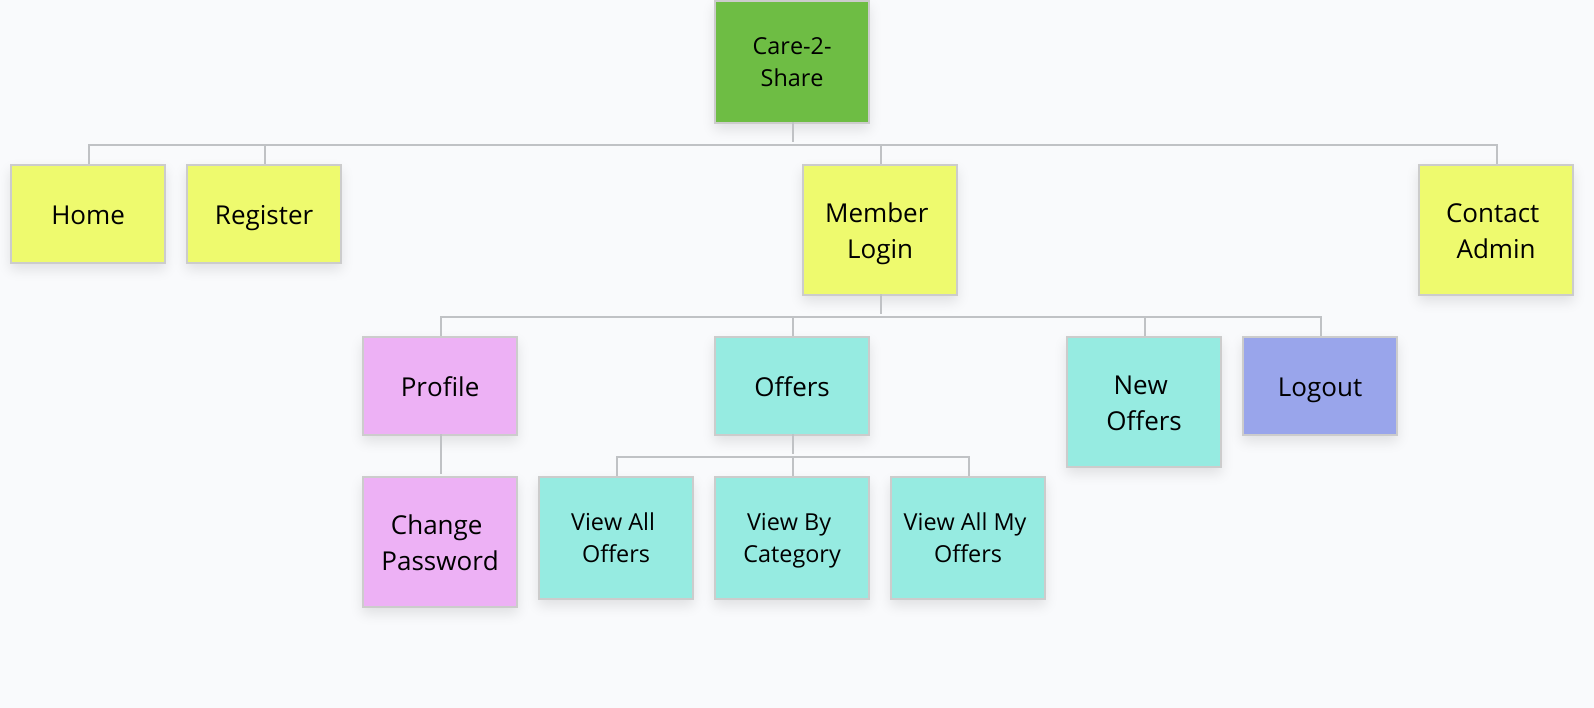 Care-2-
Share
Home
Register
Member
Login
Contact
Admin
Profile
Offers
New
Offers
Logout
Change
Password
View All
Offers
View By
Category
View All My
Offers